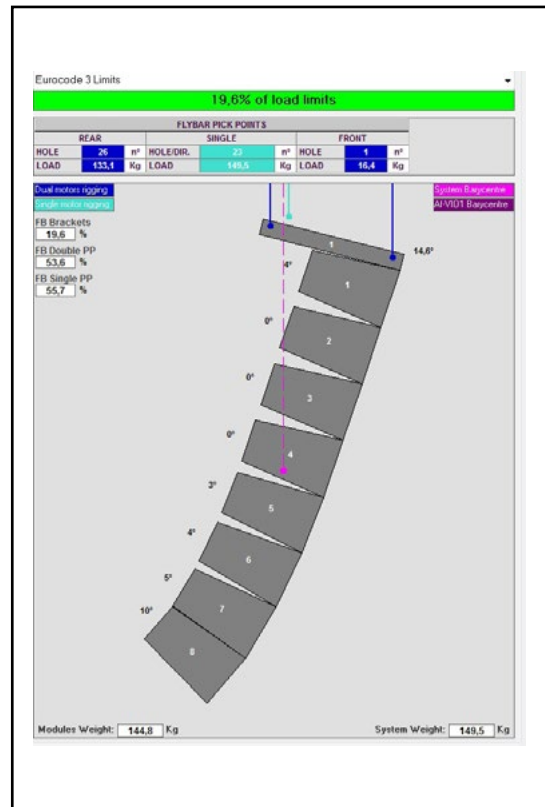 Eurocode 3 Limits
19,6% of load limits
FLYBAR PICK POINTS
REAR SINGLE FRONT
HOLE 26 n° HOLE/DIR. 23 n° HOLE 1 n°
LOAD 133,1 Kg LOAD 149,5 Kg LOAD 16,4 Kg
Dual motors rigging
Single motor rigging
System Barycentre
AI-VID1 Barycentre
FB Brackets
19,6 %
FB Double PP
53,6 %
FB Single PP
55,7 %
1
14,6°
4°
1
0°
2
0°
3
0°
4
3°
5
4°
6
5°
7
10°
8
Modules Weight: 144,8 Kg System Weight: 149,5 Kg